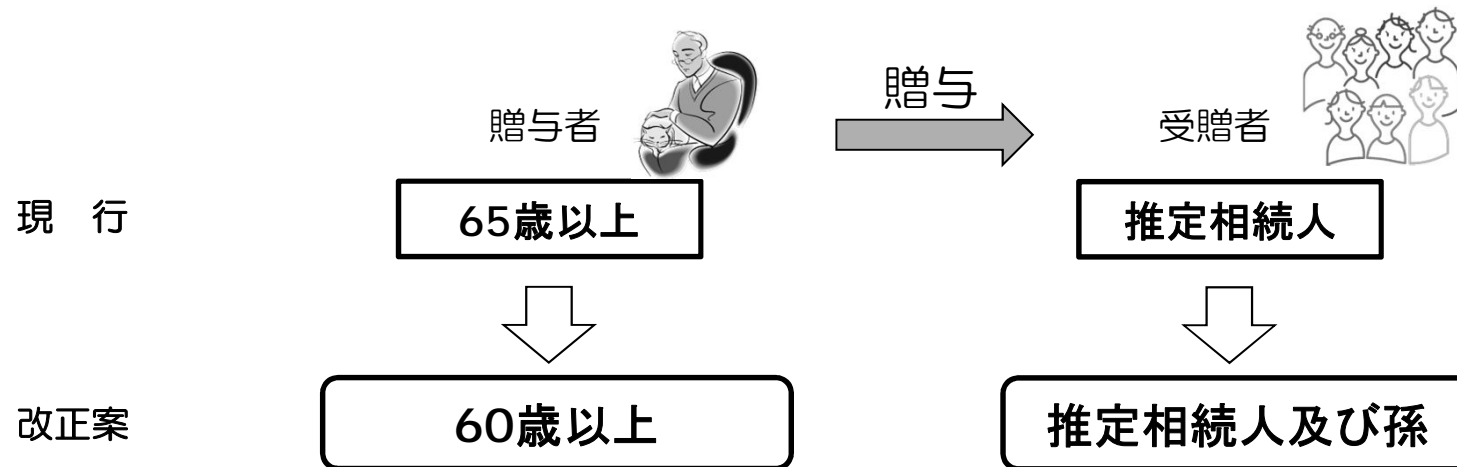 贈与
贈与者
受贈者
現 行
65歳以上
推定相続人
改正案
60歳以上
推定相続人及び孫